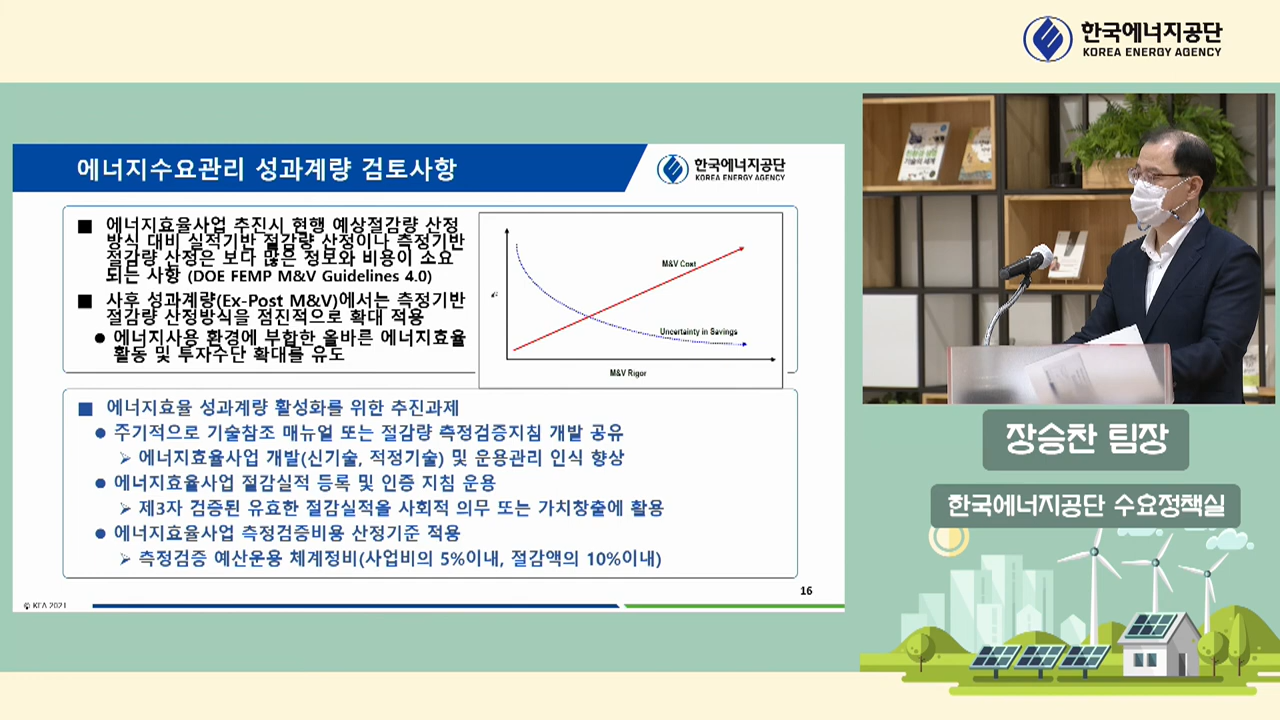 한국에너지공단
KOREA ENERGY AGENCY
에너지수요관리 성과계량 검토사항
한국에너지공단
KOREA ENERGY AGENCY
■ 에너지효율사업 추진시 현행 예상절감량 산정
방식 대비 실적기반 절감량 산정이나 측정기반
절감량 산정은 보다 많은 정보와 비용이 소요
되는 사항 (DOE FEMP M&V Guidelines 4.0)
■ 사후 성과계량(Ex-Post M&V)에서는 측정기반
절감량 산정방식을 점진적으로 확대 적용
● 에너지사용 환경에 부합한 올바른 에너지효율
활동 및 투자수단 확대를 유도
M&V Cost
Uncertainty in Savings
M&V Rigor
■ 에너지효율 성과계량 활성화를 위한 추진과제
● 주기적으로 기술참조 매뉴얼 또는 절감량 측정검증지침 개발 공유
➢ 에너지효율사업 개발(신기술, 적정기술) 및 운용관리 인식 향상
● 에너지효율사업 절감실적 등록 및 인증 지침 운용
➢ 제3자 검증된 유효한 절감실적을 사회적 의무 또는 가치창출에 활용
● 에너지효율사업 측정검증비용 산정기준 적용
➢ 측정검증 예산운용 체계정비(사업비의 5%이내, 절감액의 10%이내)
16
© KEA 2021
장승찬 팀장
한국에너지공단 수요정책실